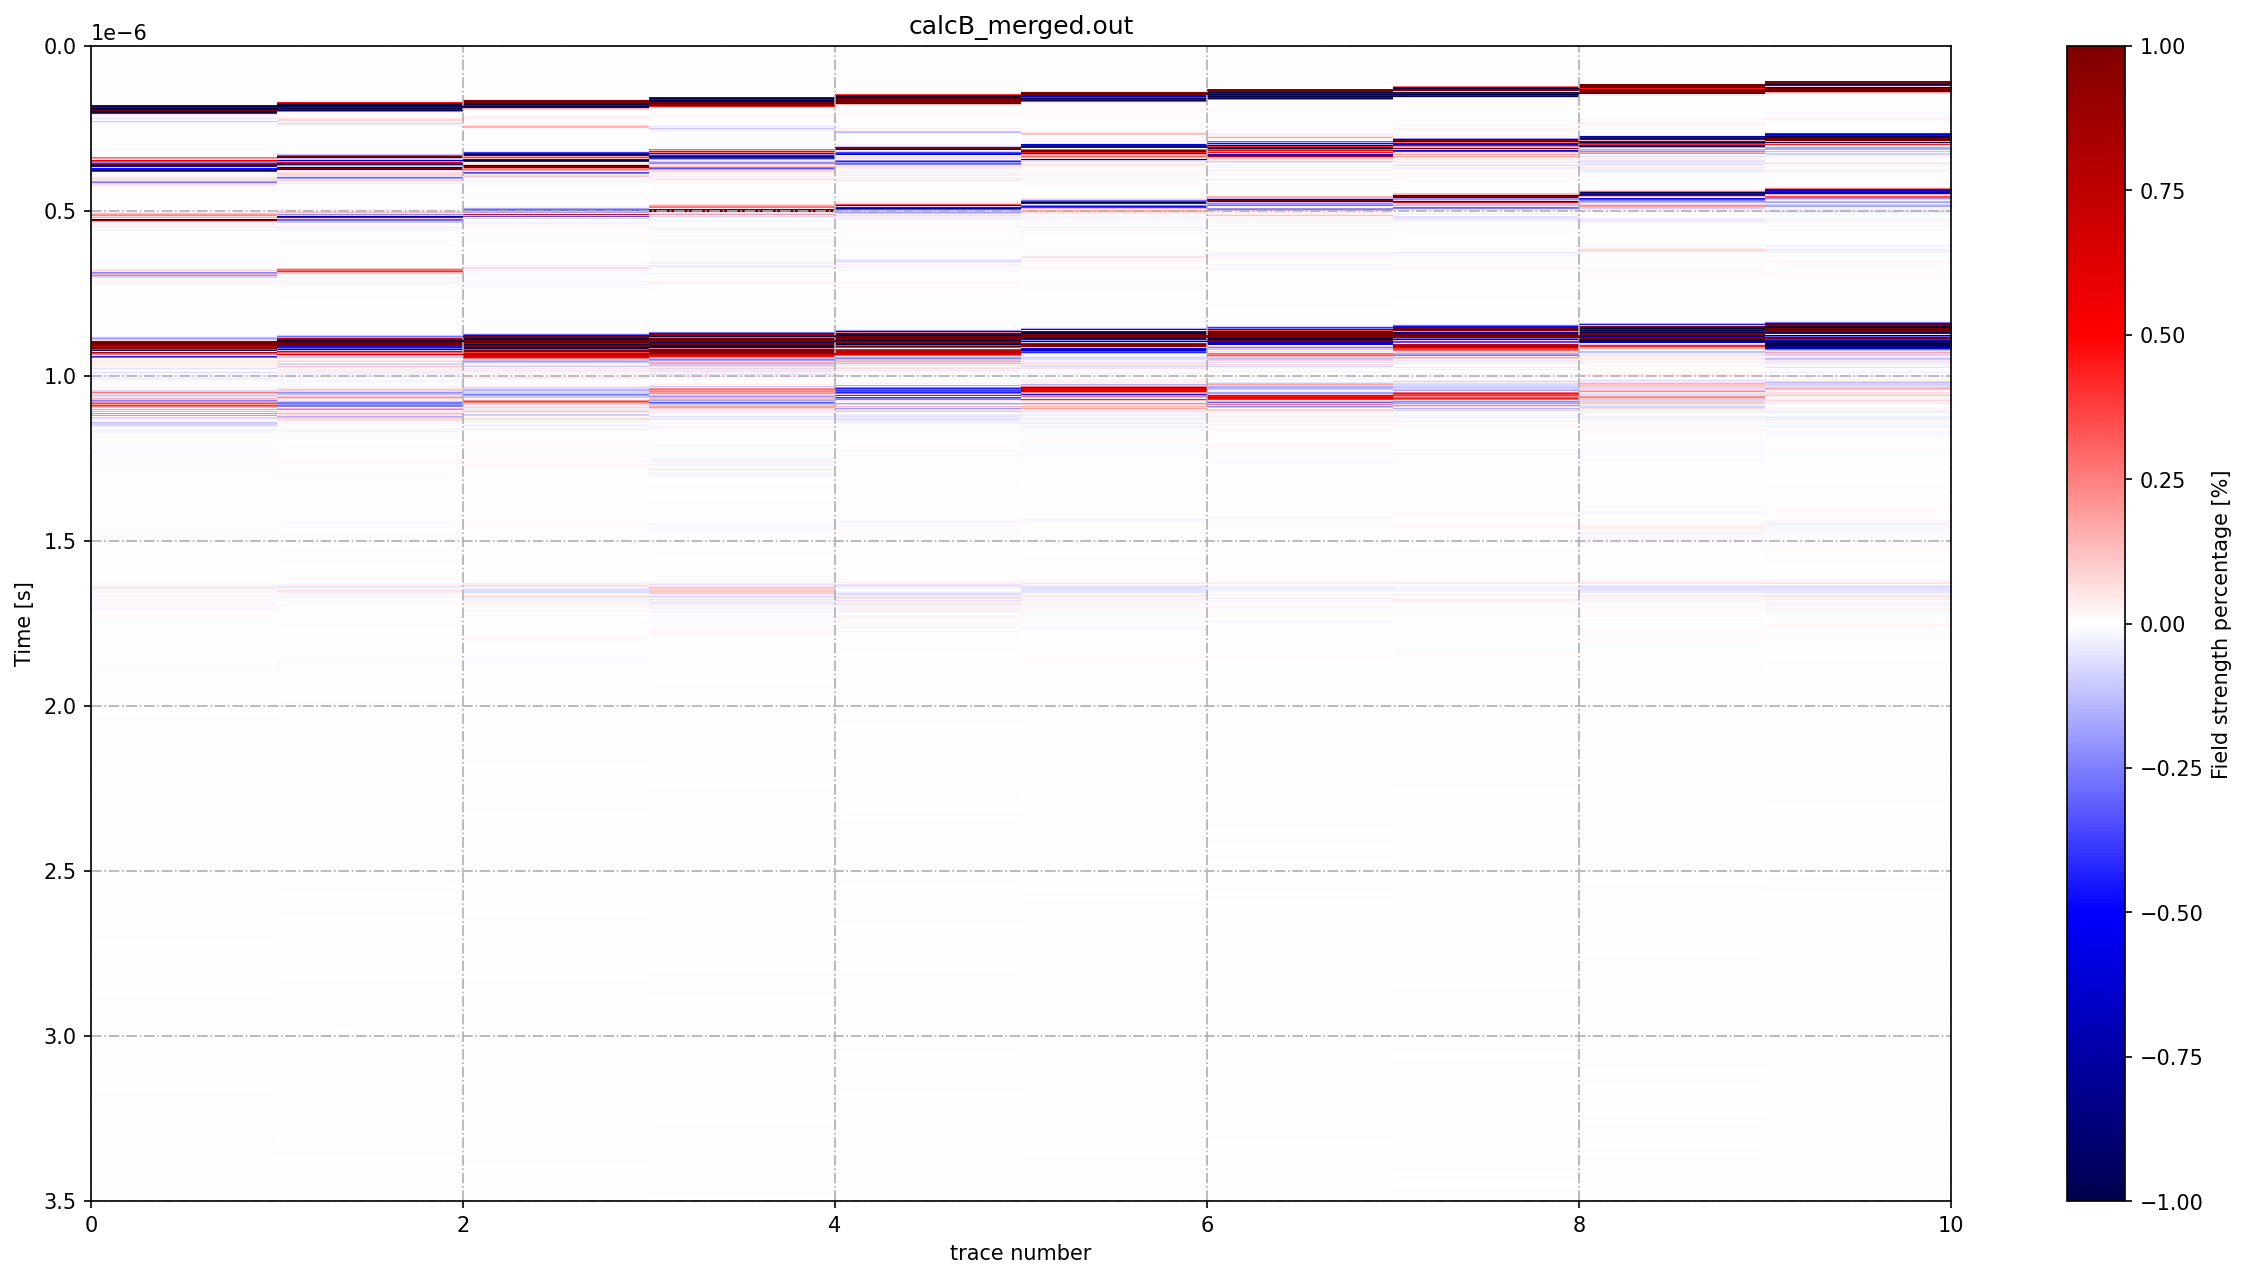 calcB_merged.out
1e−6
0.0
0.5
1.0
1.5
2.0
2.5
3.0
3.5
Time [s]
0 2 4 6 8 10
trace number
1.00
0.75
0.50
0.25
0.00
−0.25
−0.50
−0.75
−1.00
Field strength percentage [%]